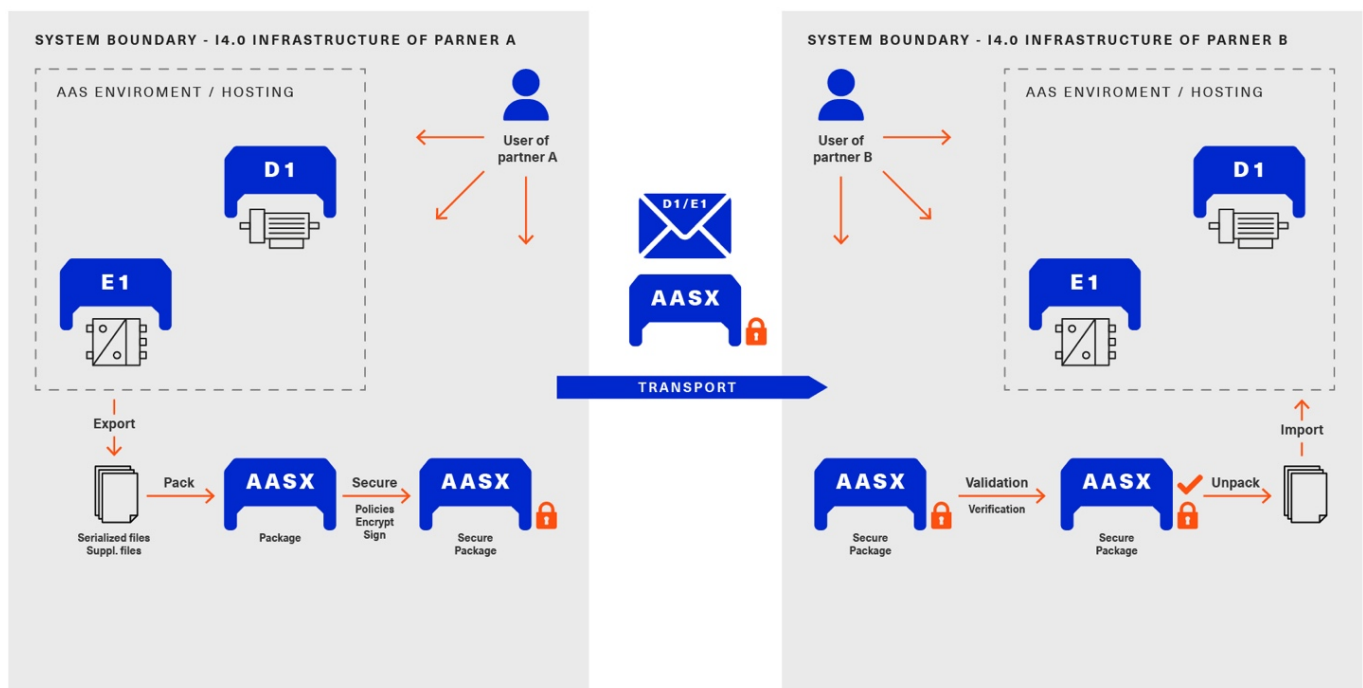 SYSTEM BOUNDARY - I4.0 INFRASTRUCTURE OF PARNER A
AAS ENVIROMENT / HOSTING
User of
partner A
D1
E1
Export
Serialized files
Suppl. files
Pack
AASX
Package
Secure
Policies
Encrypt
Sign
AASX
Secure
Package
D1/E1
AASX
TRANSPORT
SYSTEM BOUNDARY - I4.0 INFRASTRUCTURE OF PARNER B
User of
partner B
AAS ENVIROMENT / HOSTING
D1
E1
AASX
Secure
Package
Validation
Verification
AASX
Secure
Package
Unpack
Import